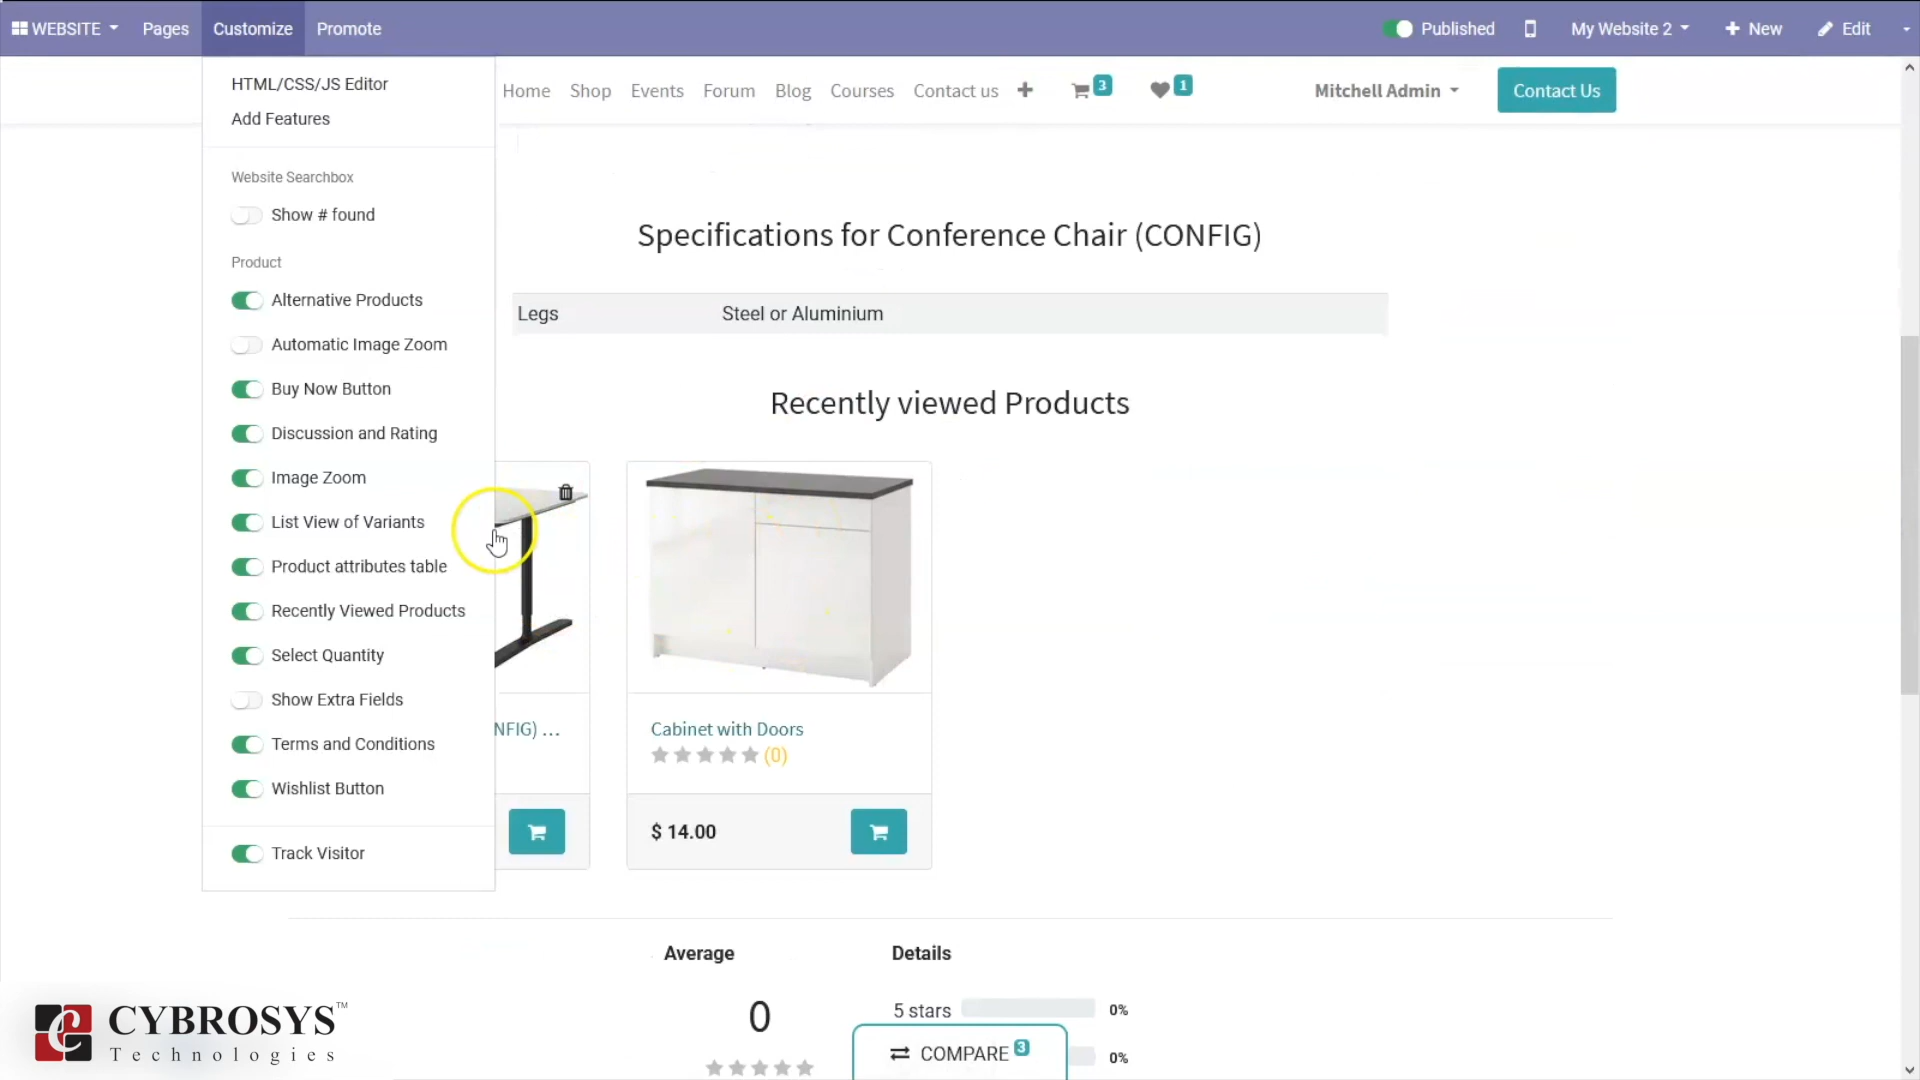 WEBSITE Pages Customize Promote Published My Website 2 New Edit
HTML/CSS/JS Editor
Add Features
Website Searchbox
Show # found
Product
Alternative Products
Automatic Image Zoom
Buy Now Button
Discussion and Rating
Image Zoom
List View of Variants
Product attributes table
Recently Viewed Products
Select Quantity
Show Extra Fields
Terms and Conditions
Wishlist Button
Track Visitor
Home Shop Events Forum Blog Courses Contact us 3 1 Mitchell Admin Contact Us
Specifications for Conference Chair (CONFIG)
Legs Steel or Aluminium
Recently viewed Products
NFIG) ...
Cabinet with Doors
(0)
$ 14.00
Average Details
0
5 stars 0%
0%
COMPARE 3
CYBROSYS™
Technologies